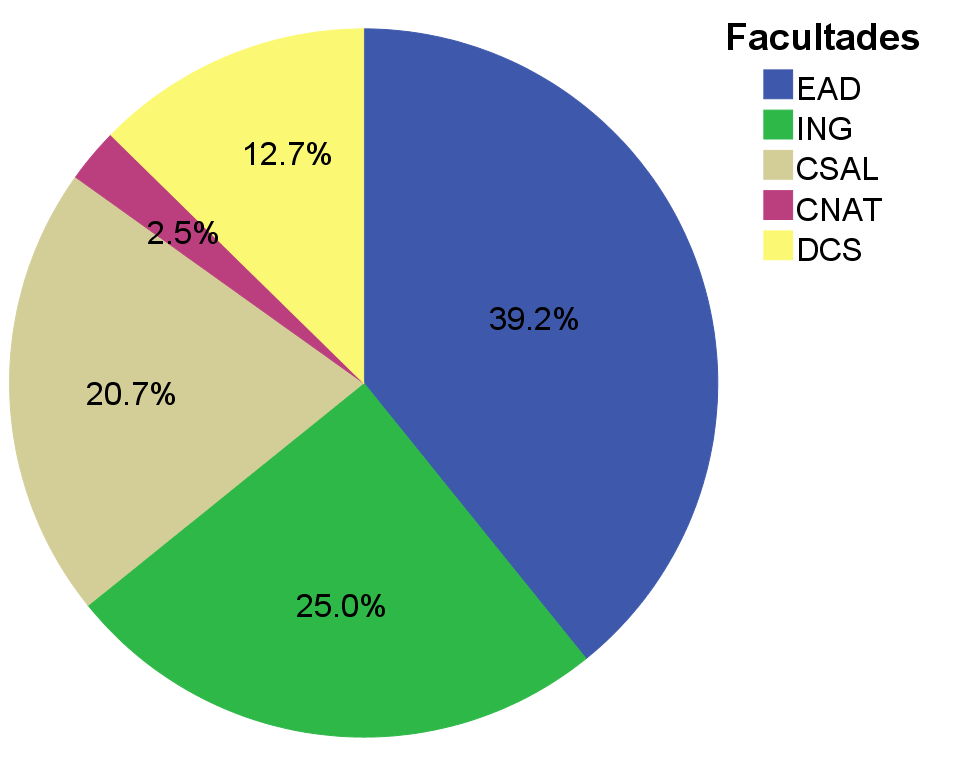 Facultades
EAD
ING
CSAL
CNAT
DCS
12.7%
2.5%
39.2%
20.7%
25.0%